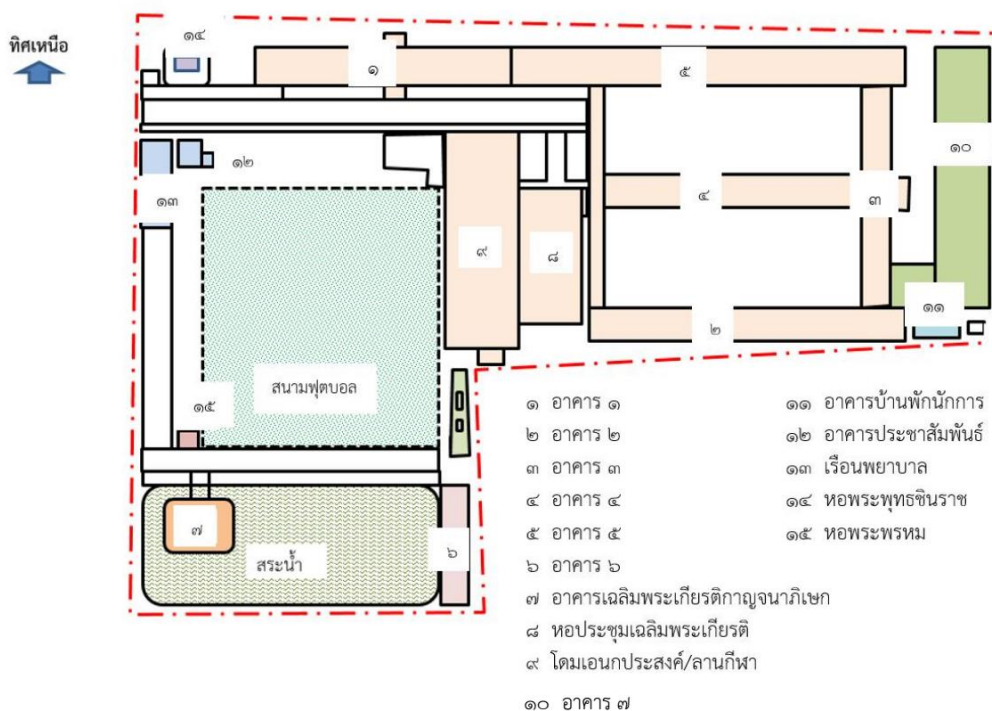 ทิศเหนือ
๑๔
๑
๕
๑๐
๑๒
๑๓
๔
๓
๙
๘
๑๑
๒
สนามฟุตบอล
๑๕
๗
สระน้ำ
๖
๑ อาคาร ๑
๒ อาคาร ๒
๓ อาคาร ๓
๔ อาคาร ๔
๕ อาคาร ๕
๖ อาคาร ๖
๗ อาคารเฉลิมพระเกียรติกาญจนาภิเษก
๘ หอประชุมเฉลิมพระเกียรติ
๙ โดมเอนกประสงค์/ลานกีฬา
๑๐ อาคาร ๗
๑๑ อาคารบ้านพักนักการ
๑๒ อาคารประชาสัมพันธ์
๑๓ เรือนพยาบาล
๑๔ หอพระพุทธชินราช
๑๕ หอพระพรหม